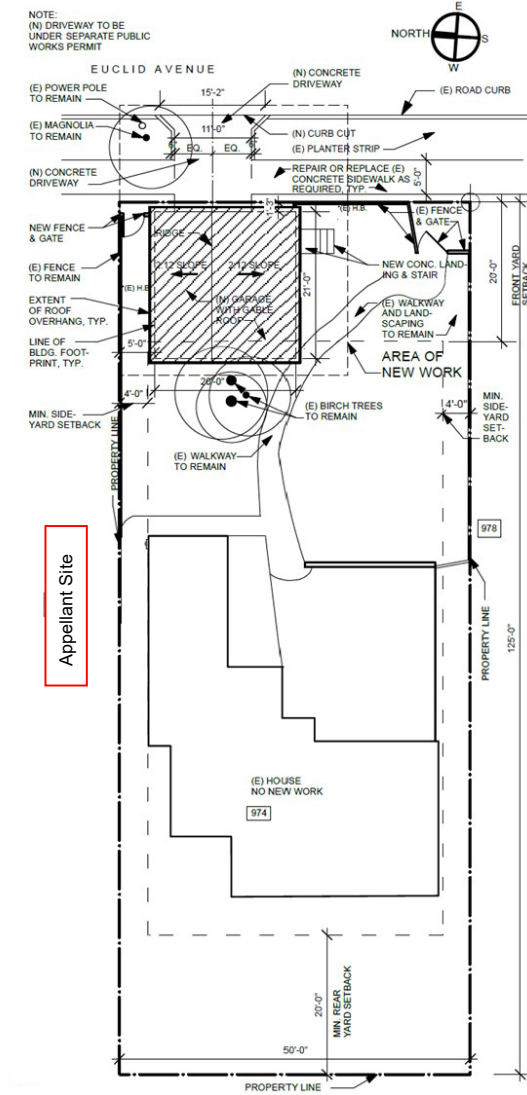 NOTE:
(N) DRIVEWAY TO BE
UNDER SEPARATE PUBLIC
WORKS PERMIT
E
NORTH
S
W
EUCLID AVENUE
(N) CONCRETE
DRIVEWAY
(E) ROAD CURB
(E) POWER POLE
TO REMAIN
15'-2"
(E) MAGNOLIA
TO REMAIN
11'-0"
(N) CURB CUT
EQ.
EQ.
(E) PLANTER STRIP
(N) CONCRETE
DRIVEWAY
REPAIR OR REPLACE (E)
CONCRETE SIDEWALK AS
REQUIRED, TYP.
5'-0"
1'-3"
(E) H.B.
(E) FENCE
& GATE
NEW FENCE
& GATE
RIDGE
(E) FENCE
TO REMAIN
2:12 SLOPE
2:12 SLOPE
NEW CONC. LAND-
ING & STAIR
20'-0"
FRONT YARD
SETBACK
(E) H.B.
21'-0"
EXTENT
OF ROOF
OVERHANG, TYP.
(N) GARAGE
WITH GABLE
ROOF
(E) WALKWAY
AND LAND-
SCAPING
TO REMAIN
LINE OF
BLDG. FOOT-
PRINT, TYP.
5'-0"
AREA OF
NEW WORK
4'-0"
20'-0"
4'-0"
MIN. SIDE-
YARD SETBACK
(E) BIRCH TREES
TO REMAIN
MIN.
SIDE-
YARD
SET-
BACK
(E) WALKWAY
TO REMAIN
PROPERTY LINE
978
Appellant Site
PROPERTY LINE
125'-0"
(E) HOUSE
NO NEW WORK
974
20'-0"
MIN. REAR
YARD SETBACK
50'-0"
PROPERTY LINE